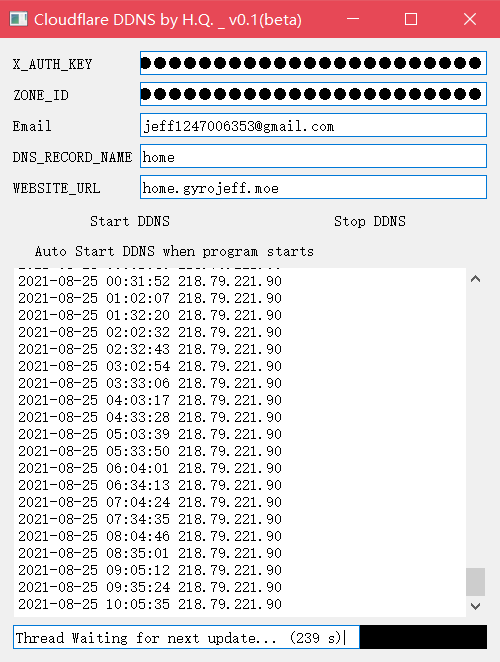 Cloudflare DDNS by H.Q. _ v0.1(beta)
X_AUTH_KEY
ZONE_ID
Email jeff1247006353@gmail.com
DNS_RECORD_NAME home
WEBSITE_URL home.gyrojeff.moe
Start DDNS Stop DDNS
Auto Start DDNS when program starts
2021-08-25 00:31:52 218.79.221.90
2021-08-25 01:02:07 218.79.221.90
2021-08-25 01:32:20 218.79.221.90
2021-08-25 02:02:32 218.79.221.90
2021-08-25 02:32:43 218.79.221.90
2021-08-25 03:02:54 218.79.221.90
2021-08-25 03:33:06 218.79.221.90
2021-08-25 04:03:17 218.79.221.90
2021-08-25 04:33:28 218.79.221.90
2021-08-25 05:03:39 218.79.221.90
2021-08-25 05:33:50 218.79.221.90
2021-08-25 06:04:01 218.79.221.90
2021-08-25 06:34:13 218.79.221.90
2021-08-25 07:04:24 218.79.221.90
2021-08-25 07:34:35 218.79.221.90
2021-08-25 08:04:46 218.79.221.90
2021-08-25 08:35:01 218.79.221.90
2021-08-25 09:05:12 218.79.221.90
2021-08-25 09:35:24 218.79.221.90
2021-08-25 10:05:35 218.79.221.90
Thread Waiting for next update... (239 s)